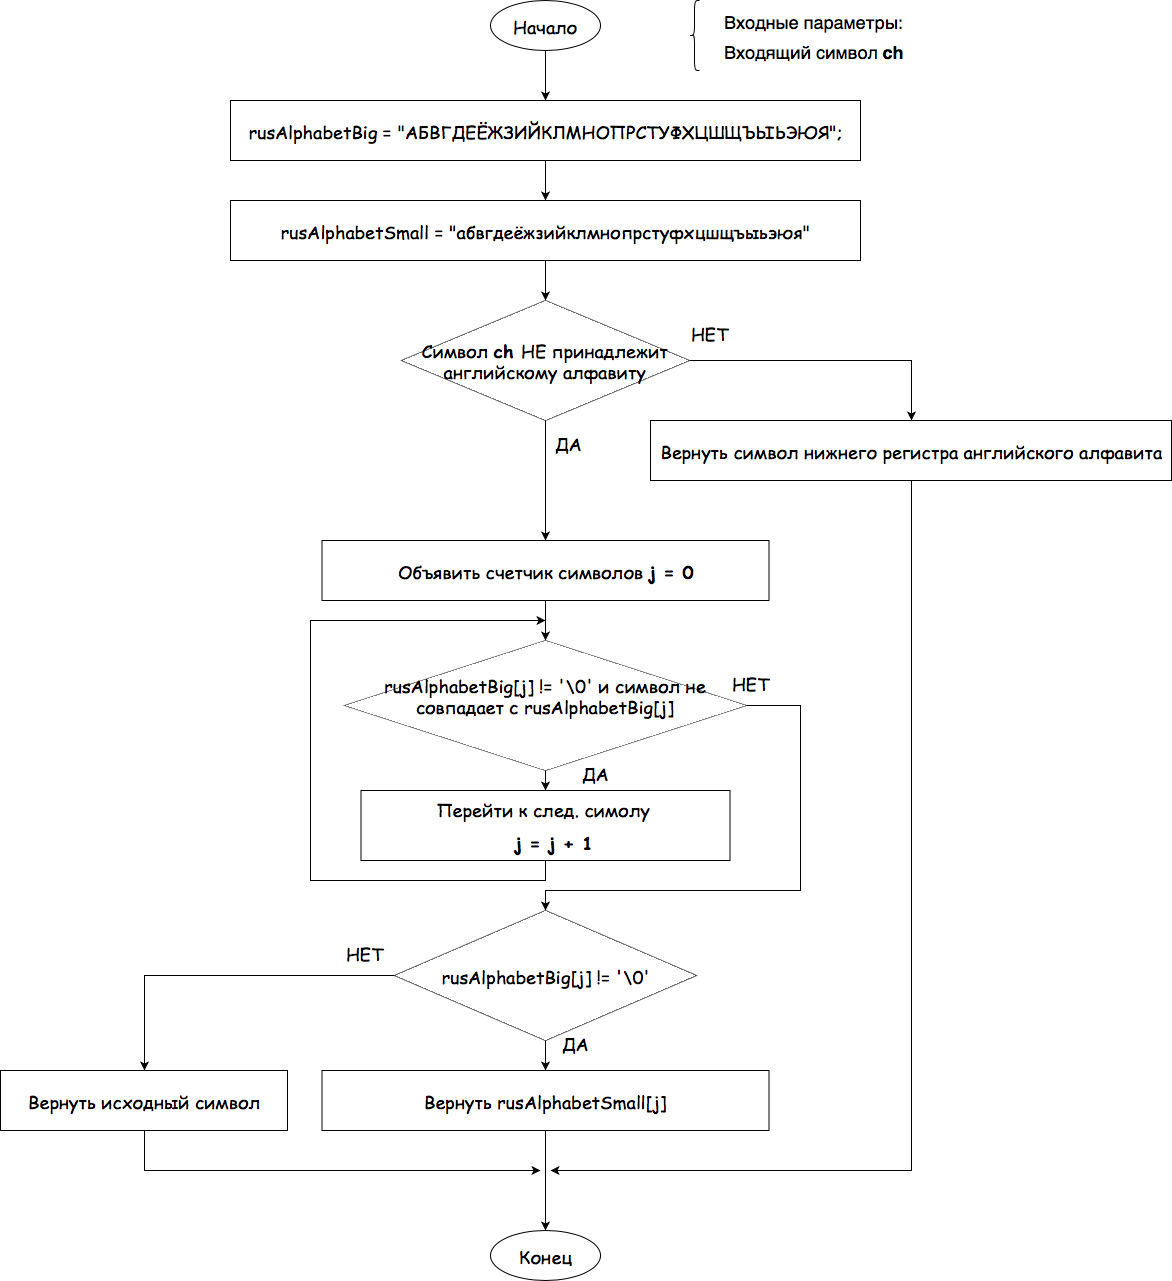 Начало
Входные параметры:
Входящий символ ch
rusAlphabetBig = "АБВГДЕЁЖЗИЙКЛМНОПРСТУФХЦШЩЪЫЬЭЮЯ";
rusAlphabetSmall = "абвгдеёжзийклмнопрстуфхцшщъыьэюя"
Символ ch НЕ принадлежит
английскому алфавиту
НЕТ
ДА
Вернуть символ нижнего регистра английского алфавита
Объявить счетчик символов j = 0
rusAlphabetBig[j] != '\0' и символ не
совпадает с rusAlphabetBig[j]
НЕТ
ДА
Перейти к след. симолу
j = j + 1
НЕТ
rusAlphabetBig[j] != '\0'
ДА
Вернуть исходный символ
Вернуть rusAlphabetSmall[j]
Конец